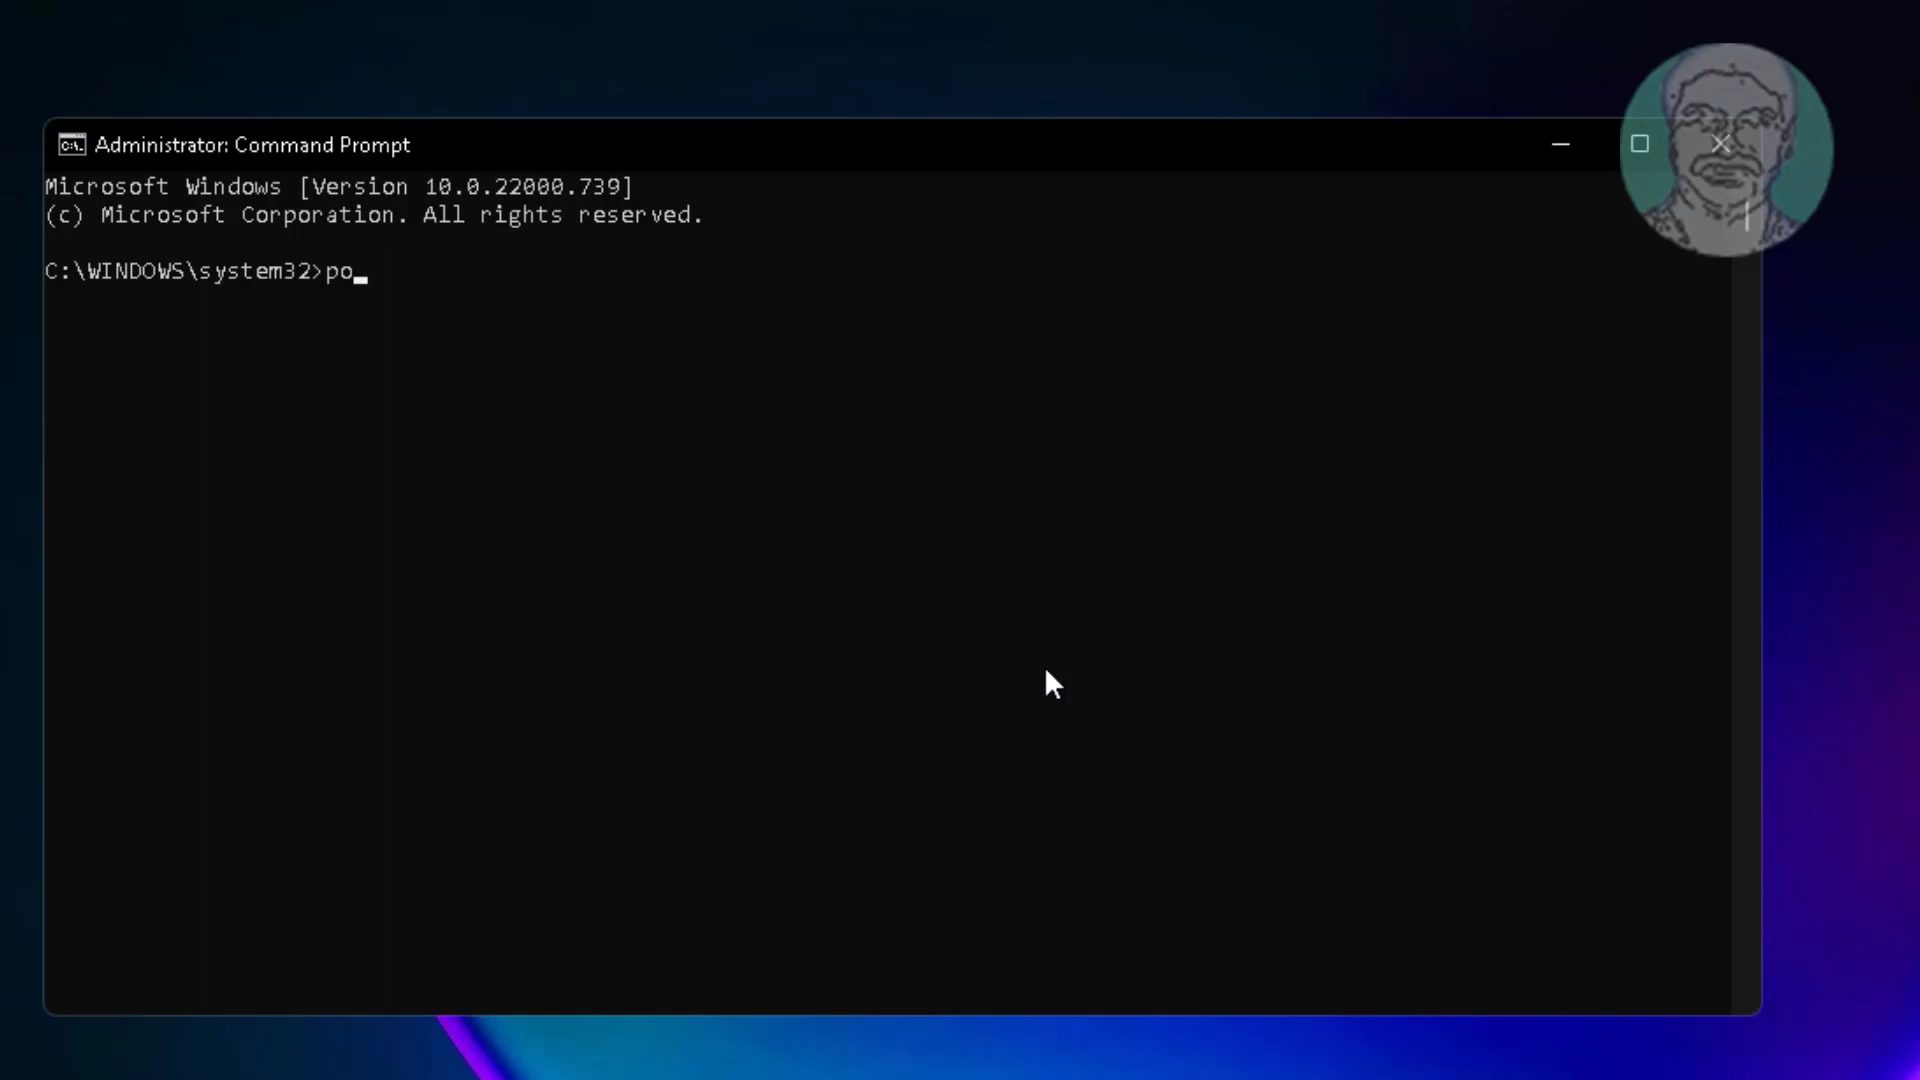 Administrator: Command Prompt
Microsoft Windows [Version 10.0.22000.739]
(c) Microsoft Corporation. All rights reserved.
C:\WINDOWS\system32>po